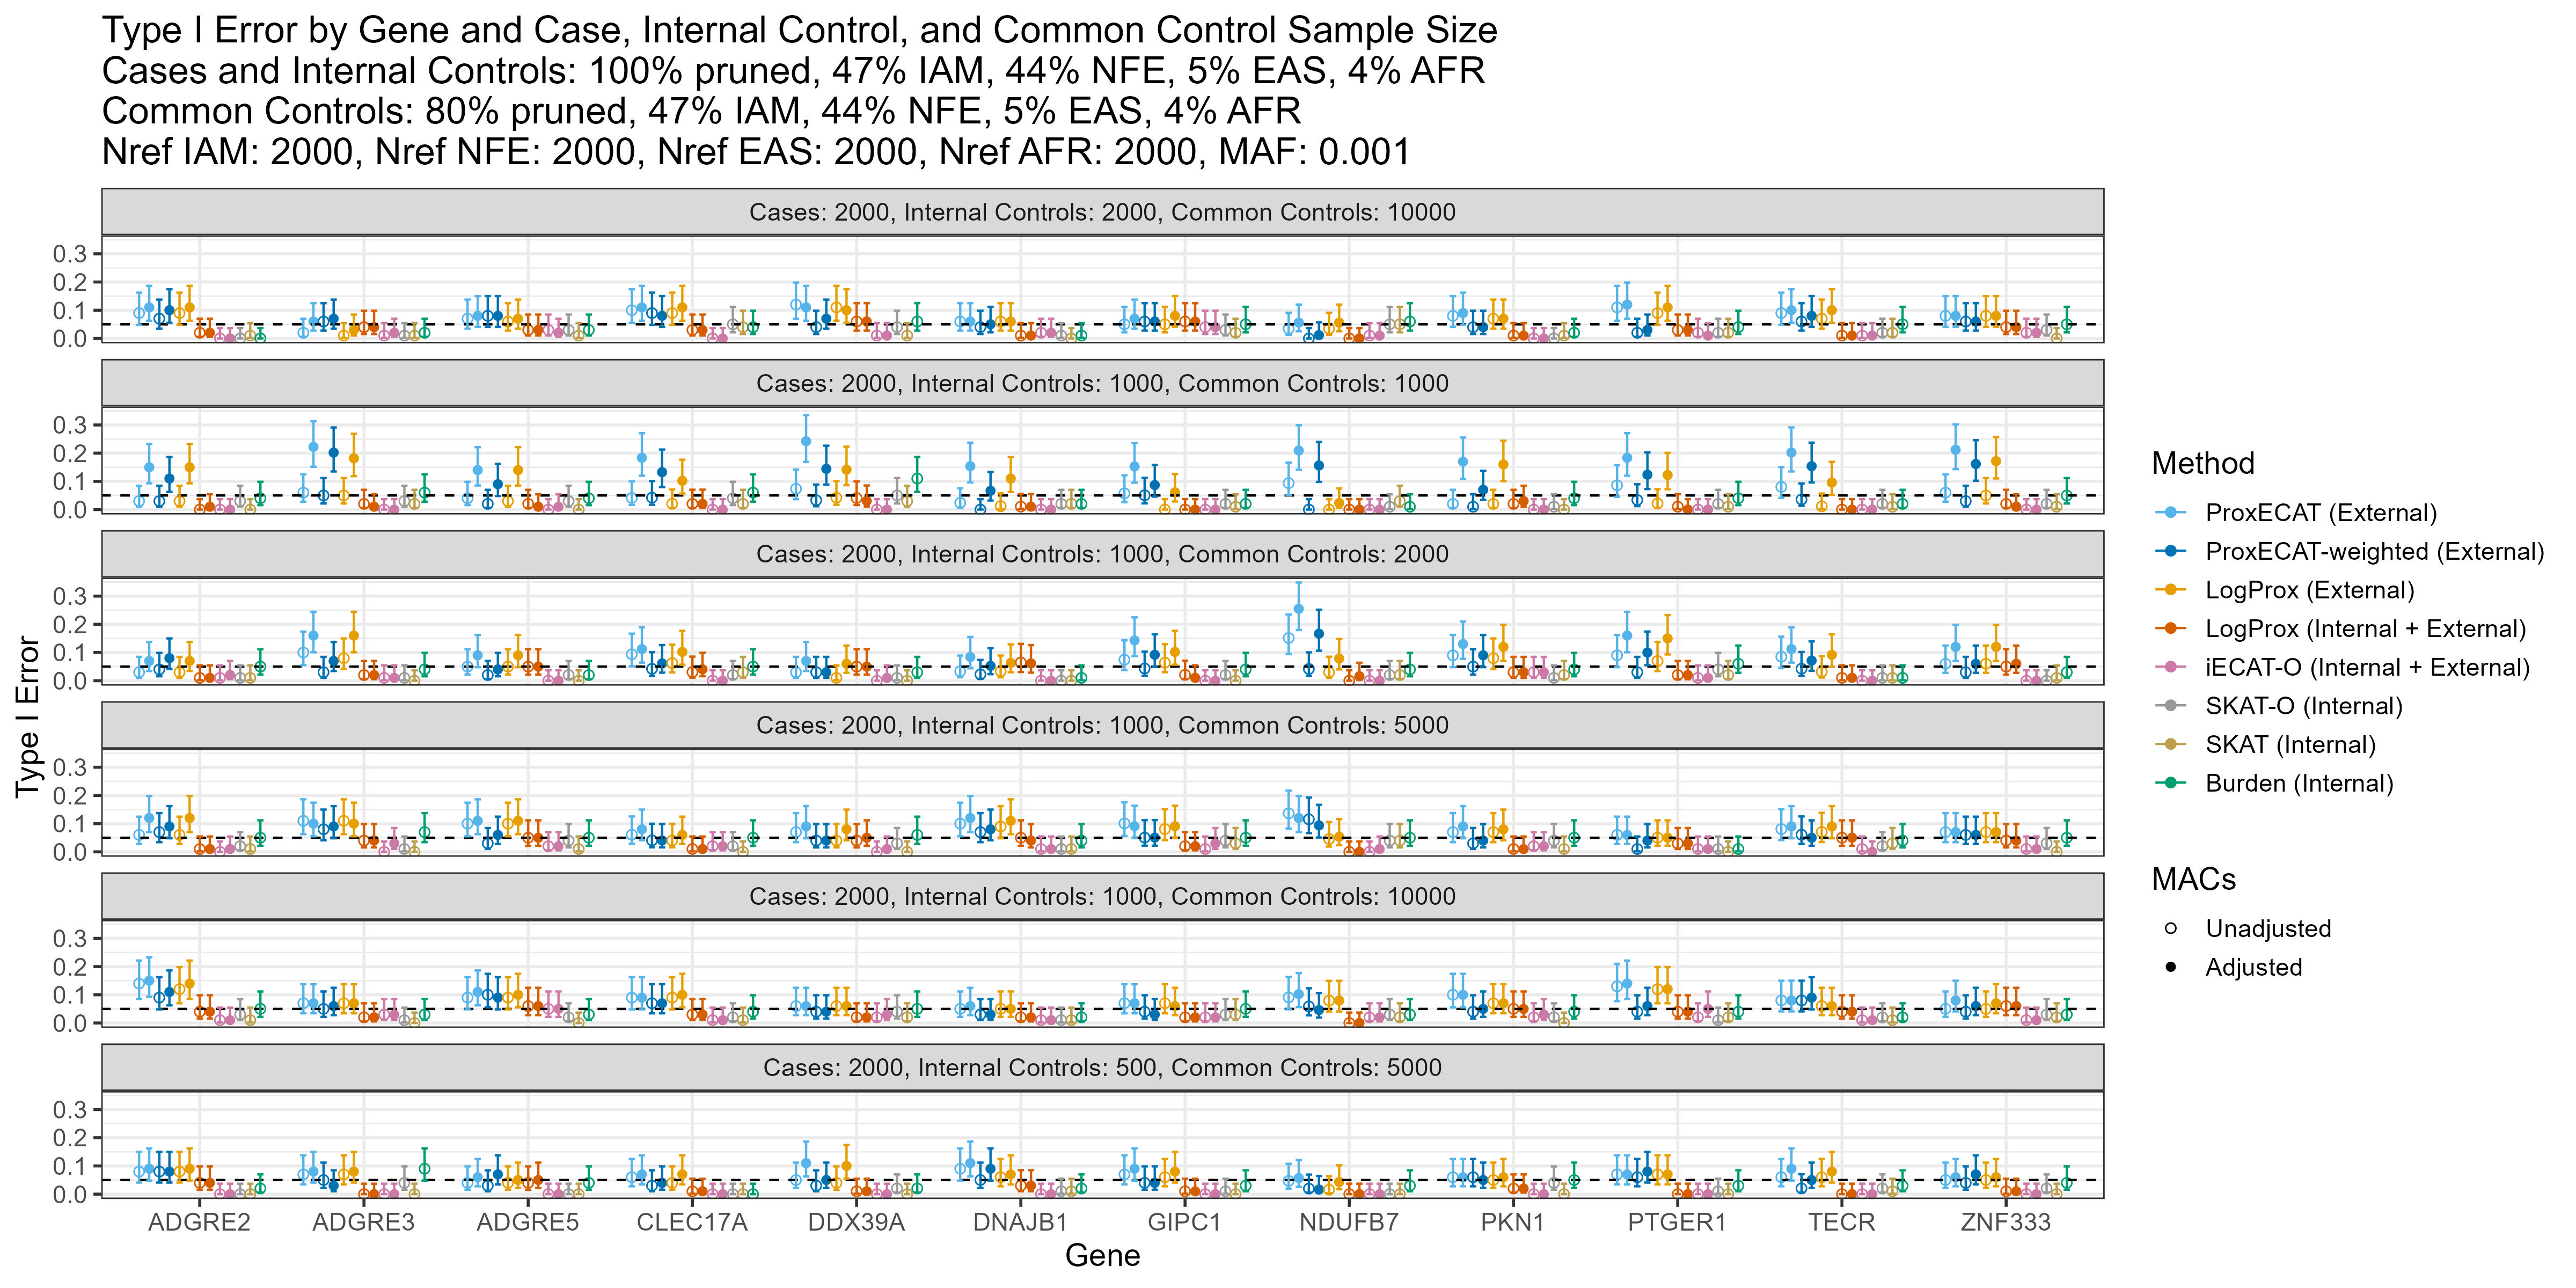 Type I Error by Gene and Case, Internal Control, and Common Control Sample Size
Cases and Internal Controls: 100% pruned, 47% IAM, 44% NFE, 5% EAS, 4% AFR
Common Controls: 80% pruned, 47% IAM, 44% NFE, 5% EAS, 4% AFR
Nref IAM: 2000, Nref NFE: 2000, Nref EAS: 2000, Nref AFR: 2000, MAF: 0.001
Cases: 2000, Internal Controls: 2000, Common Controls: 10000
0.3
0.2
0.1
0.0
Cases: 2000, Internal Controls: 1000, Common Controls: 1000
0.3
0.2
0.1
0.0
Cases: 2000, Internal Controls: 1000, Common Controls: 2000
0.3
0.2
0.1
0.0
Cases: 2000, Internal Controls: 1000, Common Controls: 5000
0.3
0.2
0.1
0.0
Cases: 2000, Internal Controls: 1000, Common Controls: 10000
0.3
0.2
0.1
0.0
Cases: 2000, Internal Controls: 500, Common Controls: 5000
0.3
0.2
0.1
0.0
Type I Error
ADGRE2 ADGRE3 ADGRE5 CLEC17A DDX39A DNAJB1 GIPC1 NDUFB7 PKN1 PTGER1 TECR ZNF333
Gene
Method
ProxECAT (External)
ProxECAT-weighted (External)
LogProx (External)
LogProx (Internal + External)
iECAT-O (Internal + External)
SKAT-O (Internal)
SKAT (Internal)
Burden (Internal)
MACs
Unadjusted
Adjusted